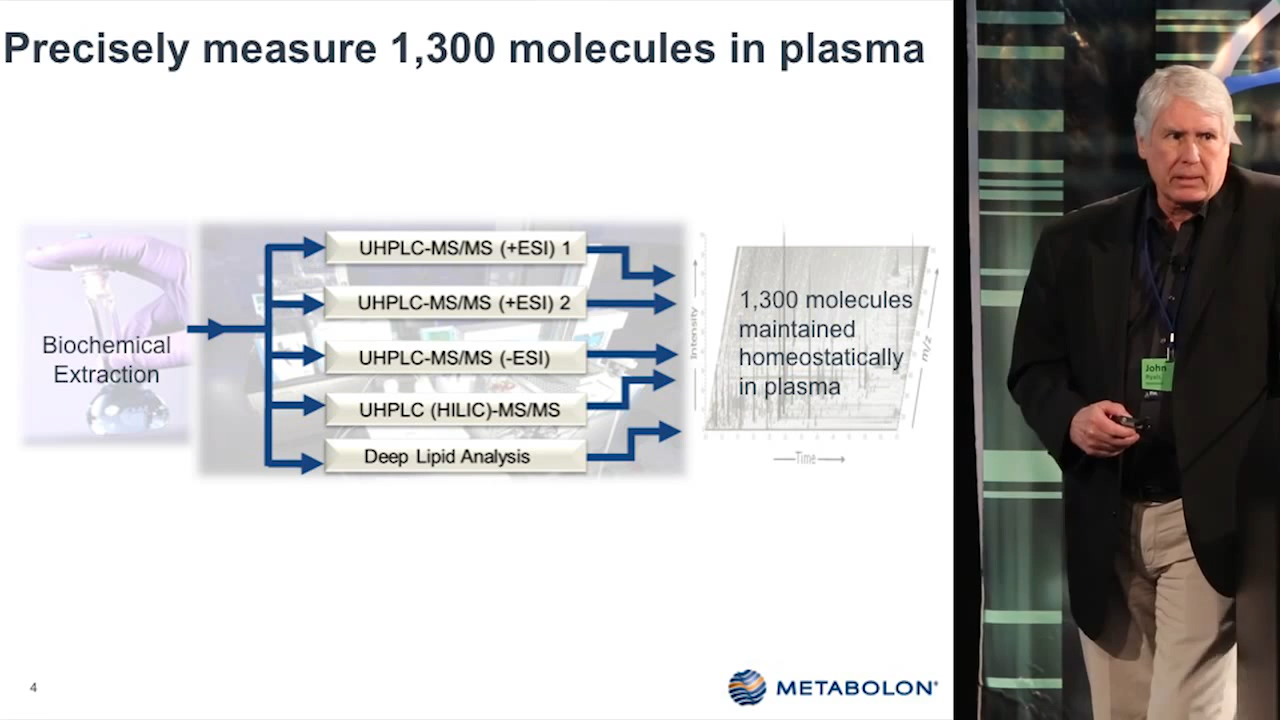 Precisely measure 1,300 molecules in plasma
Biochemical
Extraction
UHPLC-MS/MS (+ESI) 1
UHPLC-MS/MS (+ESI) 2
UHPLC-MS/MS (-ESI)
UHPLC (HILIC)-MS/MS
Deep Lipid Analysis
Intensity
1,300 molecules
maintained
homeostatically
in plasma
m/z
Time
4
METABOLON®
John
Ryals